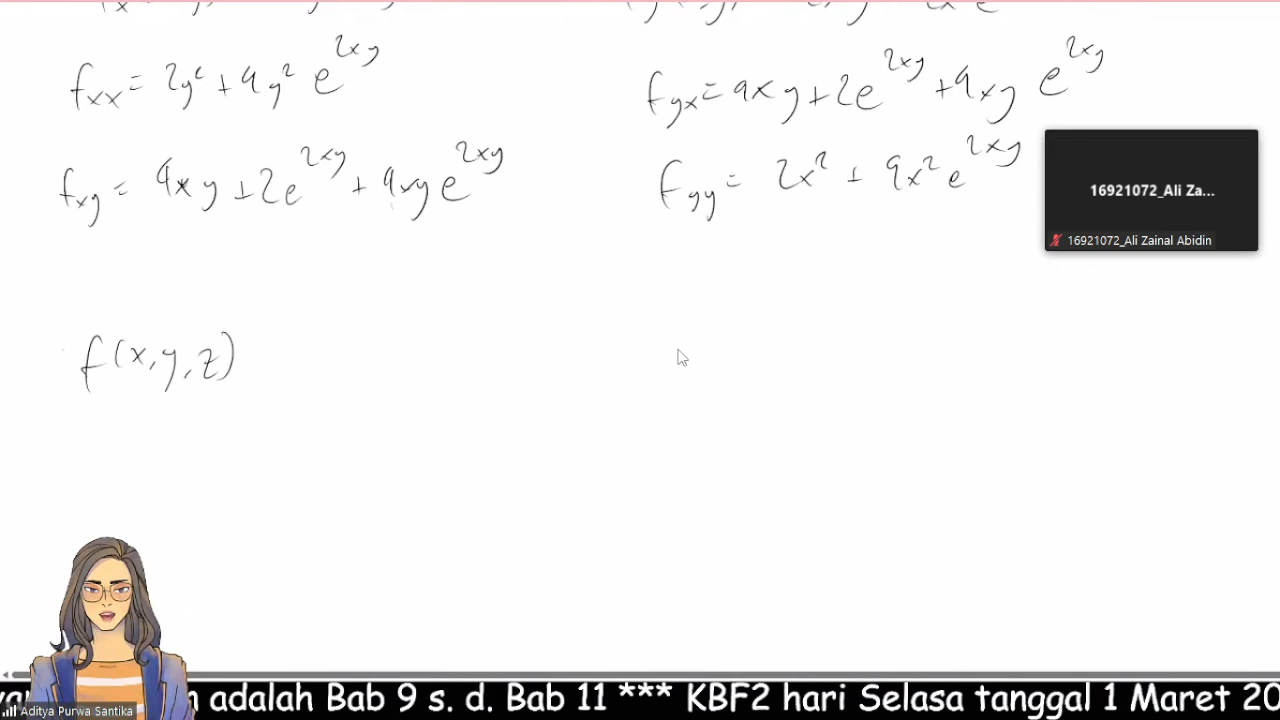 fxx = 2y² + 4y² e^2xy
fyx = 4xy + 2e^2xy + 4xy e^2xy
fxy = 4xy + 2e^2xy + 4xy e^2xy
fyy = 2x² + 4x² e^2xy
16921072_Ali Za...
16921072_Ali Zainal Abidin
f(x,y,z)
adalah Bab 9 s. d. Bab 11 *** KBF2 hari Selasa tanggal 1 Maret 20
Aditya Purwa Santika